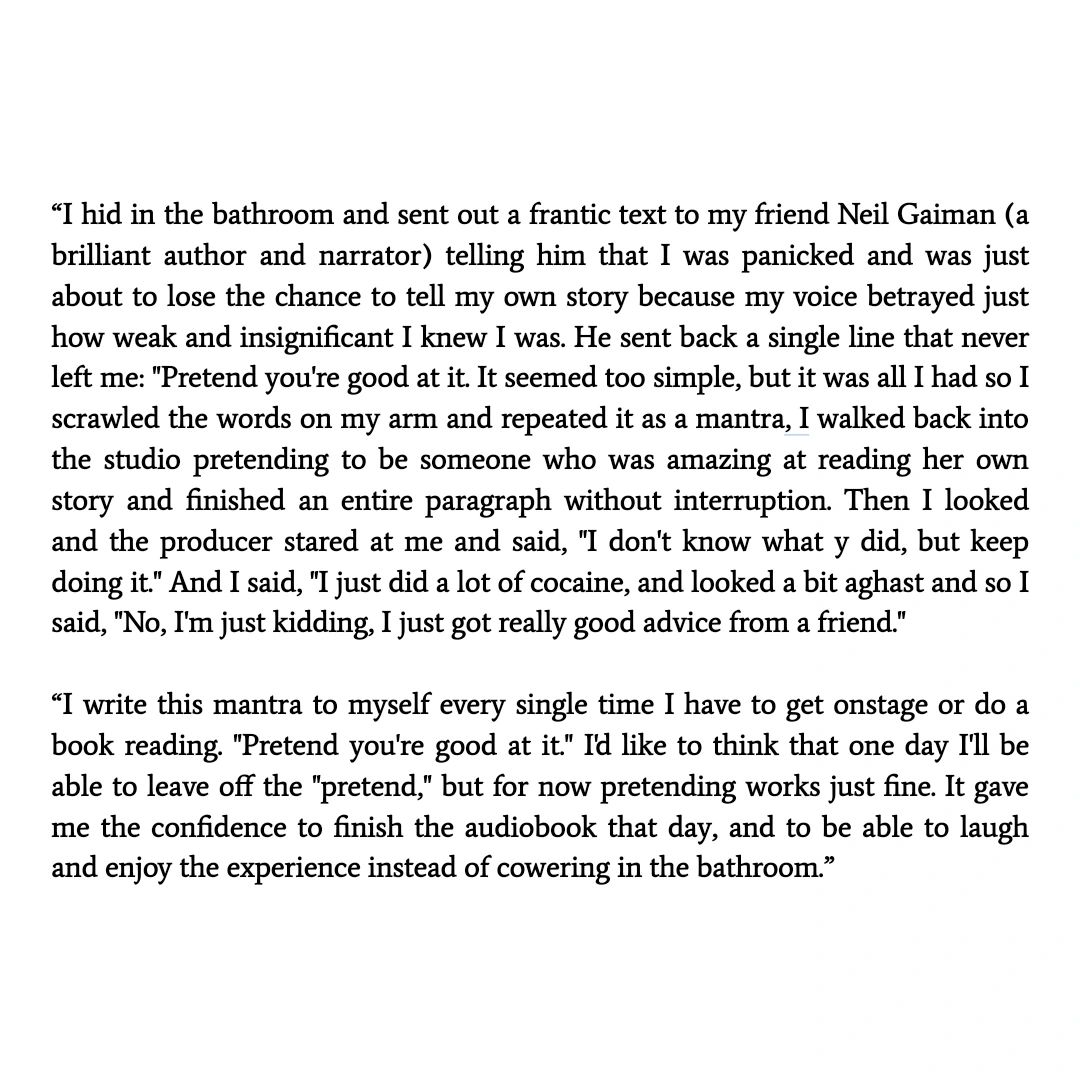 “I hid in the bathroom and sent out a frantic text to my friend Neil Gaiman (a
brilliant author and narrator) telling him that I was panicked and was just
about to lose the chance to tell my own story because my voice betrayed just
how weak and insignificant I knew I was. He sent back a single line that never
left me: "Pretend you're good at it. It seemed too simple, but it was all I had so I
scrawled the words on my arm and repeated it as a mantra, I walked back into
the studio pretending to be someone who was amazing at reading her own
story and finished an entire paragraph without interruption. Then I looked
and the producer stared at me and said, "I don't know what y did, but keep
doing it." And I said, "I just did a lot of cocaine, and looked a bit aghast and so I
said, "No, I'm just kidding, I just got really good advice from a friend."
“I write this mantra to myself every single time I have to get onstage or do a
book reading. "Pretend you're good at it." I'd like to think that one day I'll be
able to leave off the "pretend," but for now pretending works just fine. It gave
me the confidence to finish the audiobook that day, and to be able to laugh
and enjoy the experience instead of cowering in the bathroom.”